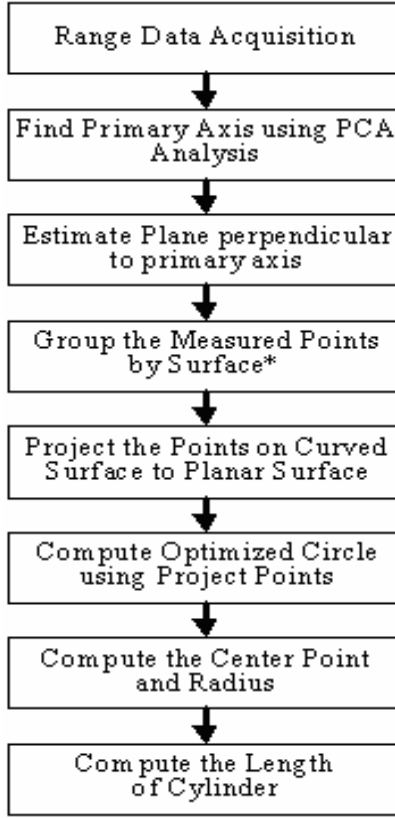 Range Data Acquisition
Find Primary Axis using PCA
Analysis
Estimate Plane perpendicular
to primary axis
Group the Measured Points
by Surface*
Project the Points on Curved
Surface to Planar Surface
Compute Optimized Circle
using Project Points
Compute the Center Point
and Radius
Compute the Length
of Cylinder